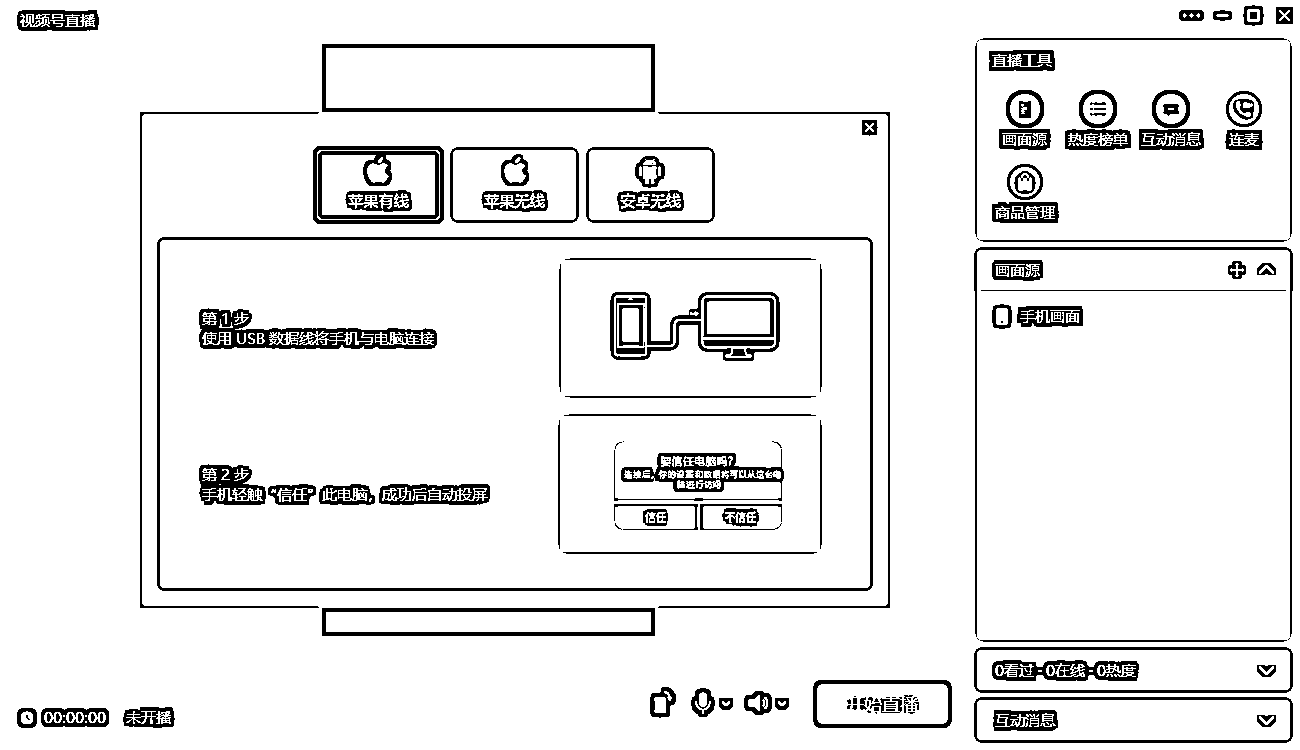 视频号直播
直播工具
画面源
热度榜单
互动消息
连麦
商品管理
苹果有线
苹果无线
安卓无线
第 1 步
使用 USB 数据线将手机与电脑连接
第 2 步
手机轻触 “信任” 此电脑，成功后自动投屏
要信任电脑吗？
连接后，你的设置和数据将可以从这台电
脑进行访问
信任
不信任
画面源
手机画面
0看过·0在线·0热度
互动消息
00:00:00
未开播
开始直播